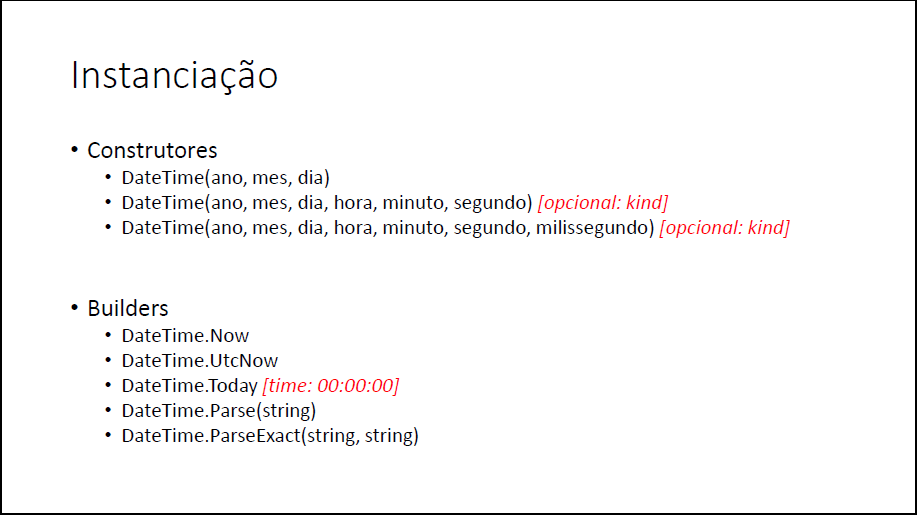 Instanciação
• Construtores
• DateTime(ano, mes, dia)
• DateTime(ano, mes, dia, hora, minuto, segundo) [opcional: kind]
• DateTime(ano, mes, dia, hora, minuto, segundo, milissegundo) [opcional: kind]
• Builders
• DateTime.Now
• DateTime.UtcNow
• DateTime.Today [time: 00:00:00]
• DateTime.Parse(string)
• DateTime.ParseExact(string, string)